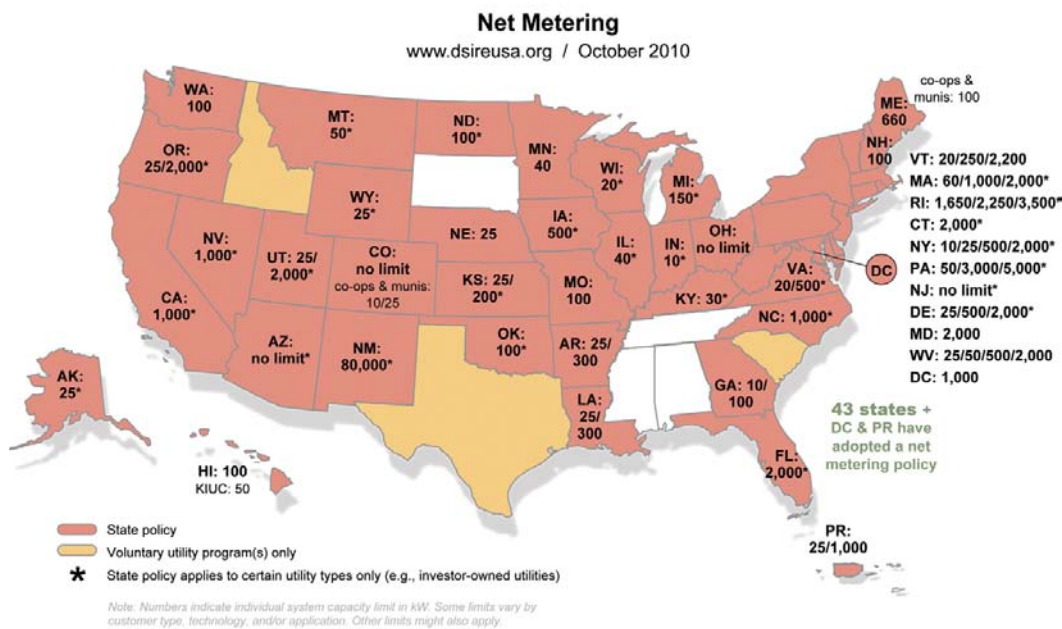 Net Metering
www.dsireusa.org / October 2010
WA:
100
OR:
25/2,000*
MT:
50*
ND:
100*
MN:
40
WY:
25*
WI:
20*
MI:
150*
co-ops &
munis: 100
ME:
660
NH:
100
NV:
1,000*
UT: 25/
2,000*
CO:
no limit
co-ops & munis:
10/25
NE: 25
IA:
500*
IL:
40*
IN:
10*
OH:
no limit
CA:
1,000*
KS: 25/
200*
MO:
100
KY: 30*
VA:
20/500*
NC: 1,000*
DC
AZ:
no limit*
NM:
80,000*
OK:
100*
AR: 25/
300
LA:
25/
300
GA: 10/
100
FL:
2,000*
AK:
25*
HI: 100
KIUC: 50
VT: 20/250/2,200
MA: 60/1,000/2,000*
RI: 1,650/2,250/3,500*
CT: 2,000*
NY: 10/25/500/2,000*
PA: 50/3,000/5,000*
NJ: no limit*
DE: 25/500/2,000*
MD: 2,000
WV: 25/50/500/2,000
DC: 1,000
43 states +
DC & PR have
adopted a net
metering policy
PR:
25/1,000
State policy
Voluntary utility program(s) only
* State policy applies to certain utility types only (e.g., investor-owned utilities)
Note: Numbers indicate individual system capacity limit in kW. Some limits vary by
customer type, technology, and/or application. Other limits might also apply.